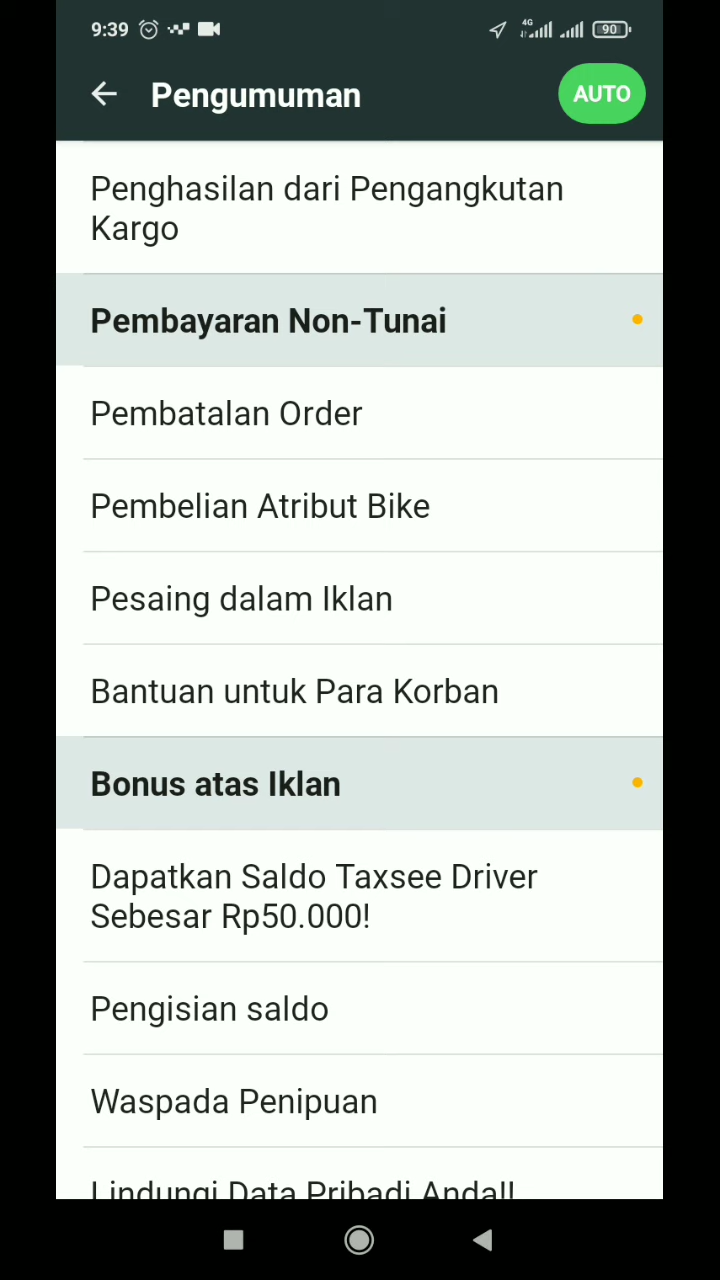 9:39
4G
90
Pengumuman
AUTO
Penghasilan dari Pengangkutan
Kargo
Pembayaran Non-Tunai
Pembatalan Order
Pembelian Atribut Bike
Pesaing dalam Iklan
Bantuan untuk Para Korban
Bonus atas Iklan
Dapatkan Saldo Taxsee Driver
Sebesar Rp50.000!
Pengisian saldo
Waspada Penipuan
Lindungi Data Pribadi Anda!!